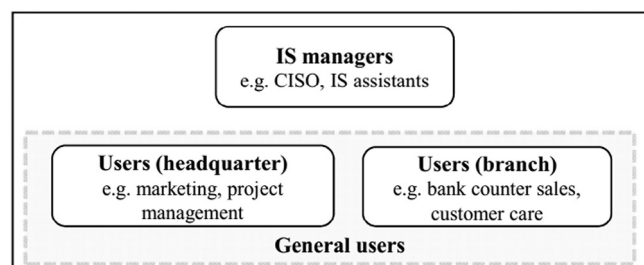 IS managers
e.g. CISO, IS assistants
Users (headquarter)
e.g. marketing, project
management
Users (branch)
e.g. bank counter sales,
customer care
General users